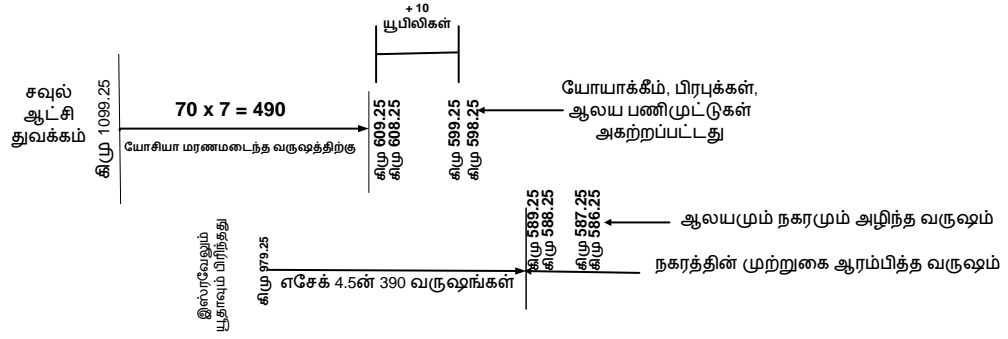 + 10
யூபிலிகள்
சவுல்
ஆட்சி
துவக்கம்
கிமு 1099.25
70 x 7 = 490
யோசியா மரணமடைந்த வருஷத்திற்கு
கிமு 609.25
கிமு 608.25
கிமு 599.25
கிமு 598.25
யோயாக்கீம், பிரபுக்கள்,
ஆலய பணிமுட்டுகள்
அகற்றப்பட்டது
இஸ்ரவேலும்
யூதாவும் பிரிந்தது
கிமு 979.25
எசேக் 4.5ன் 390 வருஷங்கள்
கிமு 589.25
கிமு 588.25
கிமு 587.25
கிமு 586.25
ஆலயமும் நகரமும் அழிந்த வருஷம்
நகரத்தின் முற்றுகை ஆரம்பித்த வருஷம்